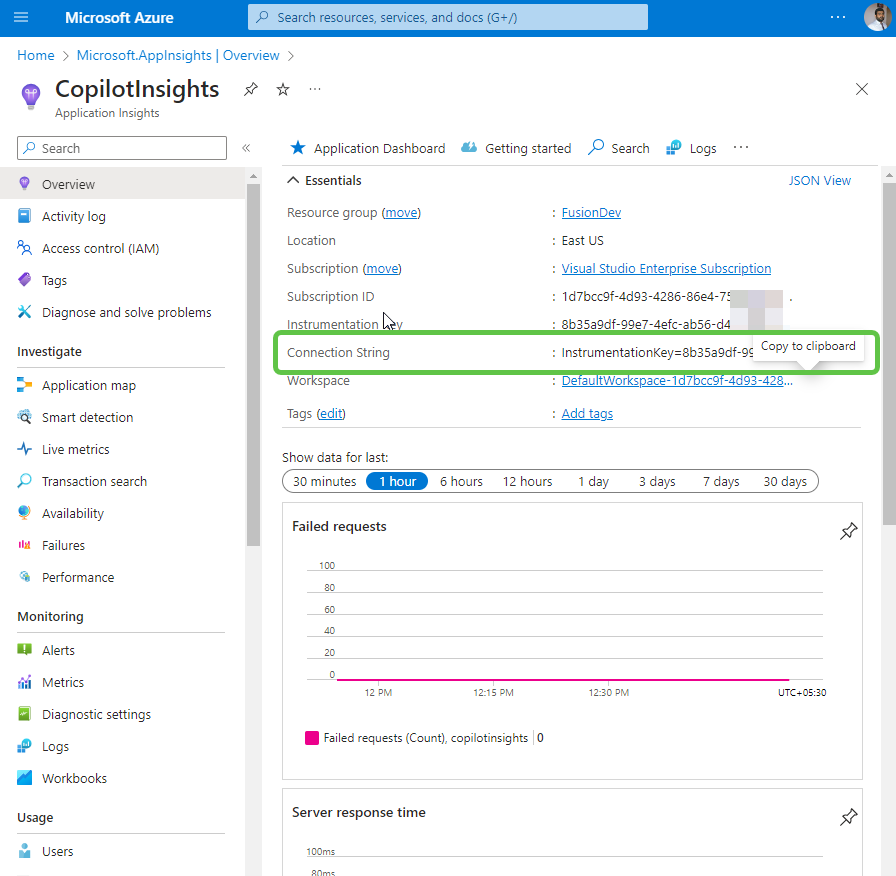 Microsoft Azure
Search resources, services, and docs (G+/)
Home > Microsoft.AppInsights | Overview >
CopilotInsights
Application Insights
Search
Overview
Activity log
Access control (IAM)
Tags
Diagnose and solve problems
Investigate
Application map
Smart detection
Live metrics
Transaction search
Availability
Failures
Performance
Monitoring
Alerts
Metrics
Diagnostic settings
Logs
Workbooks
Usage
Users
Application Dashboard Getting started Search Logs
Essentials JSON View
Resource group (move) : FusionDev
Location : East US
Subscription (move) : Visual Studio Enterprise Subscription
Subscription ID : 1d7bcc9f-4d93-4286-86e4-75
Instrumentation : 8b35a9df-99e7-4efc-ab56-d4
Connection String : InstrumentationKey=8b35a9df-99
Copy to clipboard
Workspace : DefaultWorkspace-1d7bcc9f-4d93-428...
Tags (edit) : Add tags
Show data for last:
30 minutes 1 hour 6 hours 12 hours 1 day 3 days 7 days 30 days
Failed requests
100
80
60
40
20
0
12 PM 12:15 PM 12:30 PM UTC+05:30
Failed requests (Count), copilotinsights | 0
Server response time
100ms
80ms